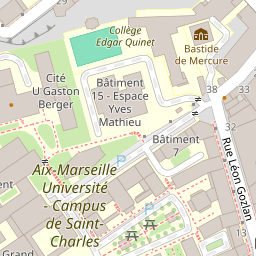 Collège
Edgar Quinet
Bastide
de Mercure
Cité
U Gaston
Berger
Bâtiment
15 - Espace
Yves
Mathieu
38
33
32
Bâtiment
7
Rue Léon Gozlan
Aix-Marseille
Université
- Campus
de Saint-
Charles
P
P